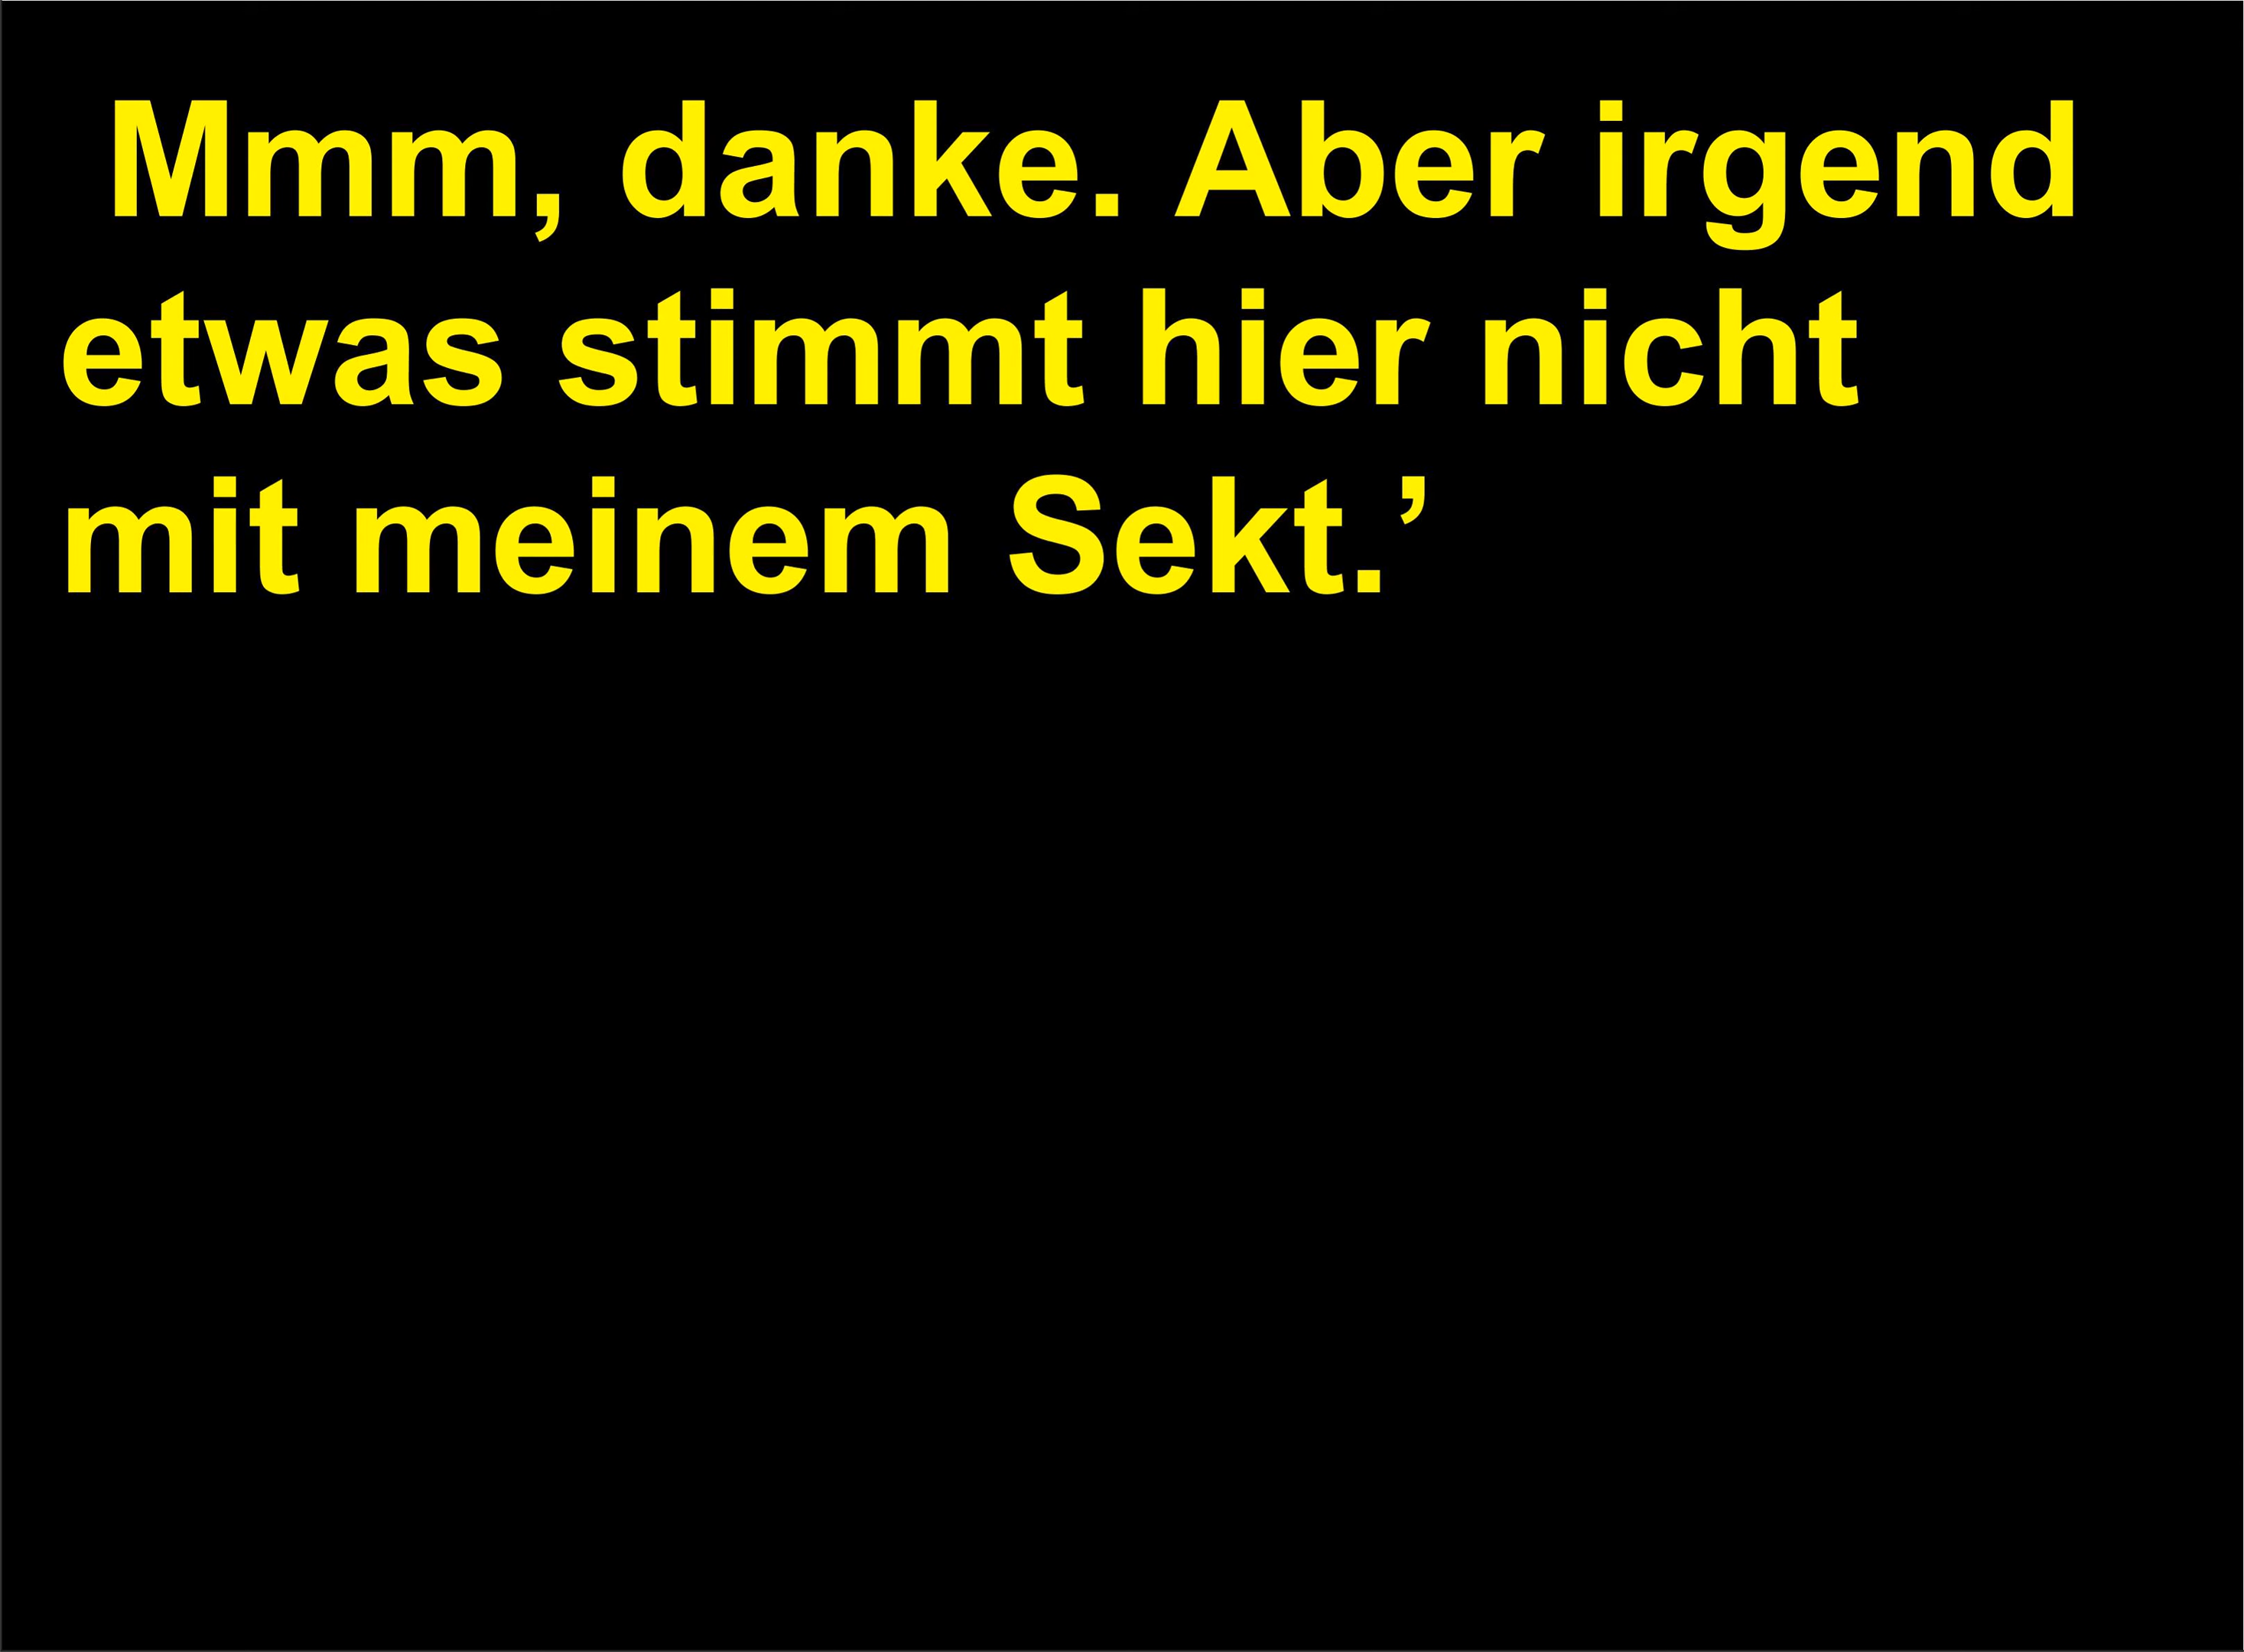 Mmm, danke. Aber irgend
etwas stimmt hier nicht
mit meinem Sekt.’